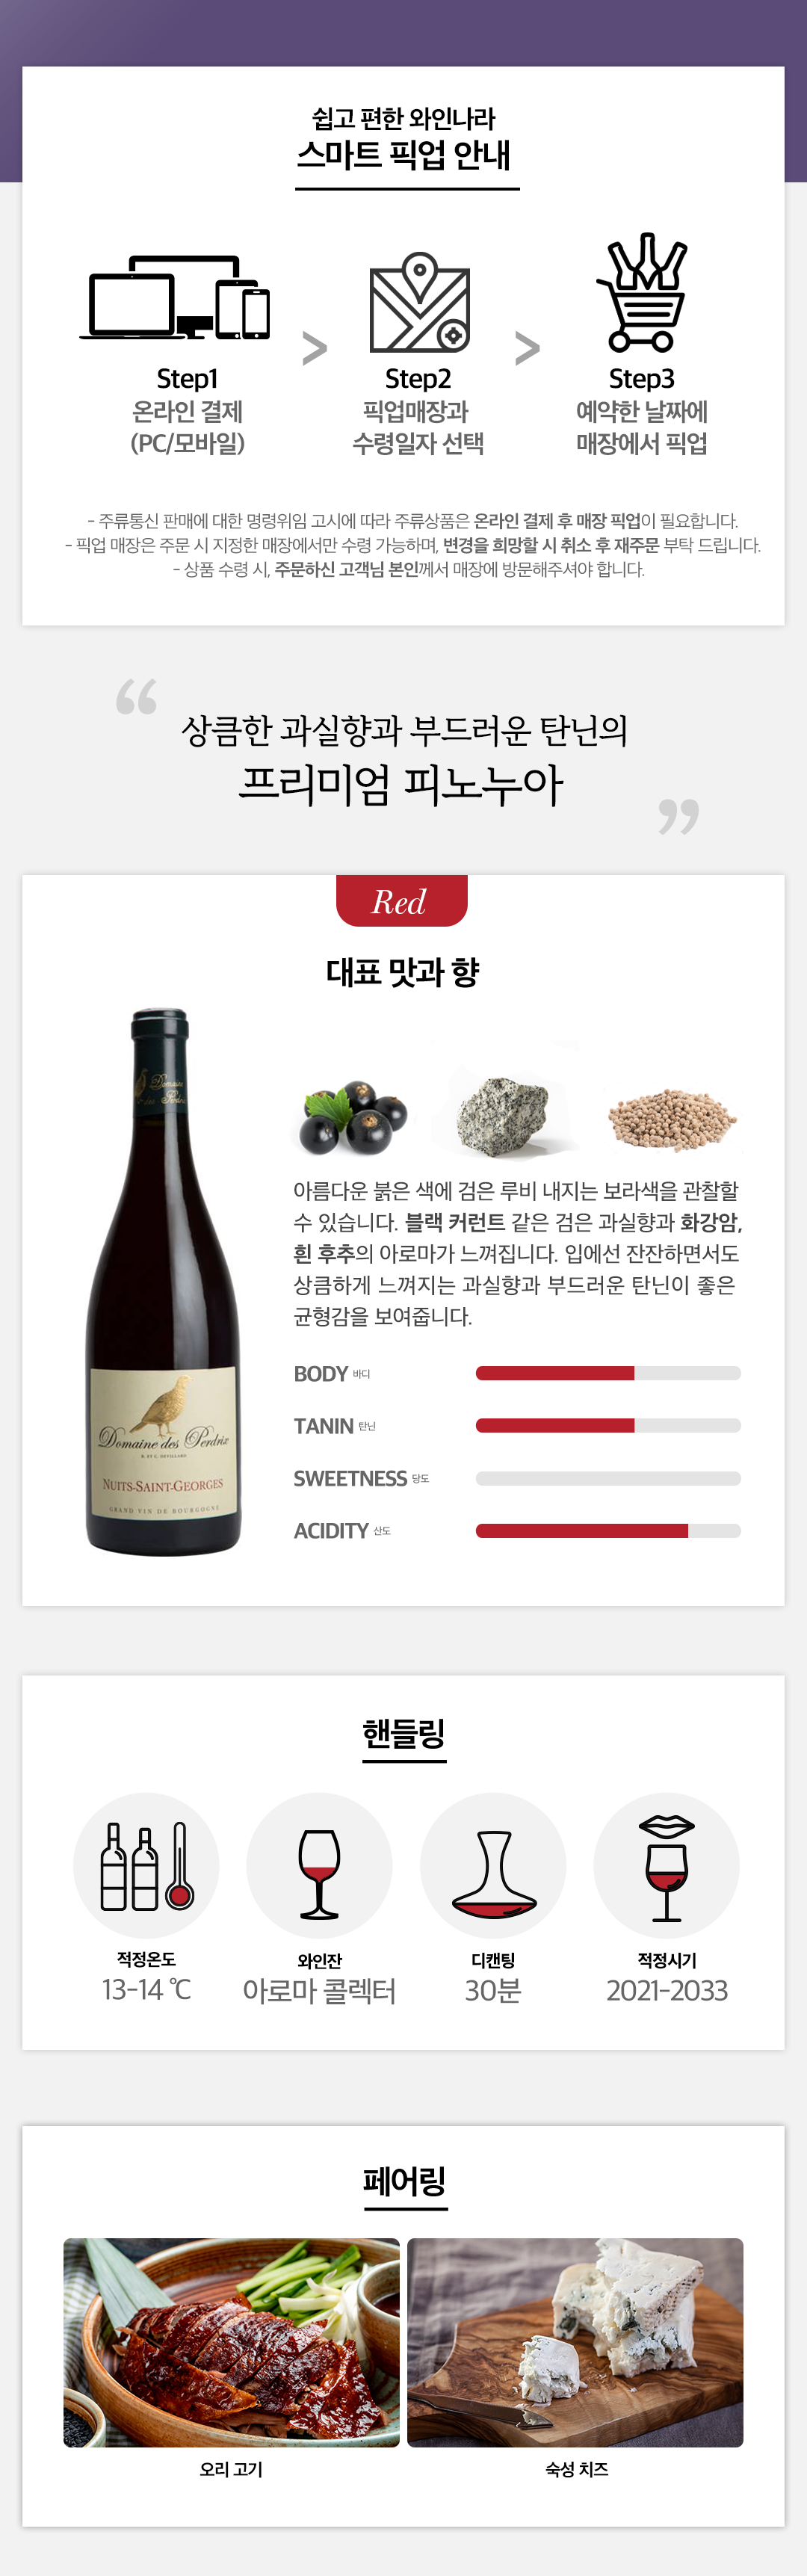 쉽고 편한 와인나라
스마트 픽업 안내
>
>
Step1
온라인 결제
(PC/모바일)
Step2
픽업매장과
수령일자 선택
Step3
예약한 날짜에
매장에서 픽업
- 주류통신 판매에 대한 명령위임 고시에 따라 주류상품은 온라인 결제 후 매장 픽업이 필요합니다.
- 픽업 매장은 주문 시 지정한 매장에서만 수령 가능하며, 변경을 희망할 시 취소 후 재주문 부탁 드립니다.
- 상품 수령 시, 주문하신 고객님 본인께서 매장에 방문해주셔야 합니다.
“
상큼한 과실향과 부드러운 탄닌의
프리미엄 피노누아
”
Red
대표 맛과 향
아름다운 붉은 색에 검은 루비 내지는 보라색을 관찰할
수 있습니다. 블랙 커런트 같은 검은 과실향과 화강암,
흰 후추의 아로마가 느껴집니다. 입에선 잔잔하면서도
상큼하게 느껴지는 과실향과 부드러운 탄닌이 좋은
균형감을 보여줍니다.
Domaine
des Perdrix
Domaine des Perdrix
B. ET C. DEVILLARD
NUITS-SAINT-GEORGES
GRAND VIN DE BOURGOGNE
BODY 바디
TANIN 탄닌
SWEETNESS 당도
ACIDITY 산도
핸들링
적정온도
13-14 ℃
와인잔
아로마 콜렉터
디캔팅
30분
적정시기
2021-2033
페어링
오리 고기
숙성 치즈